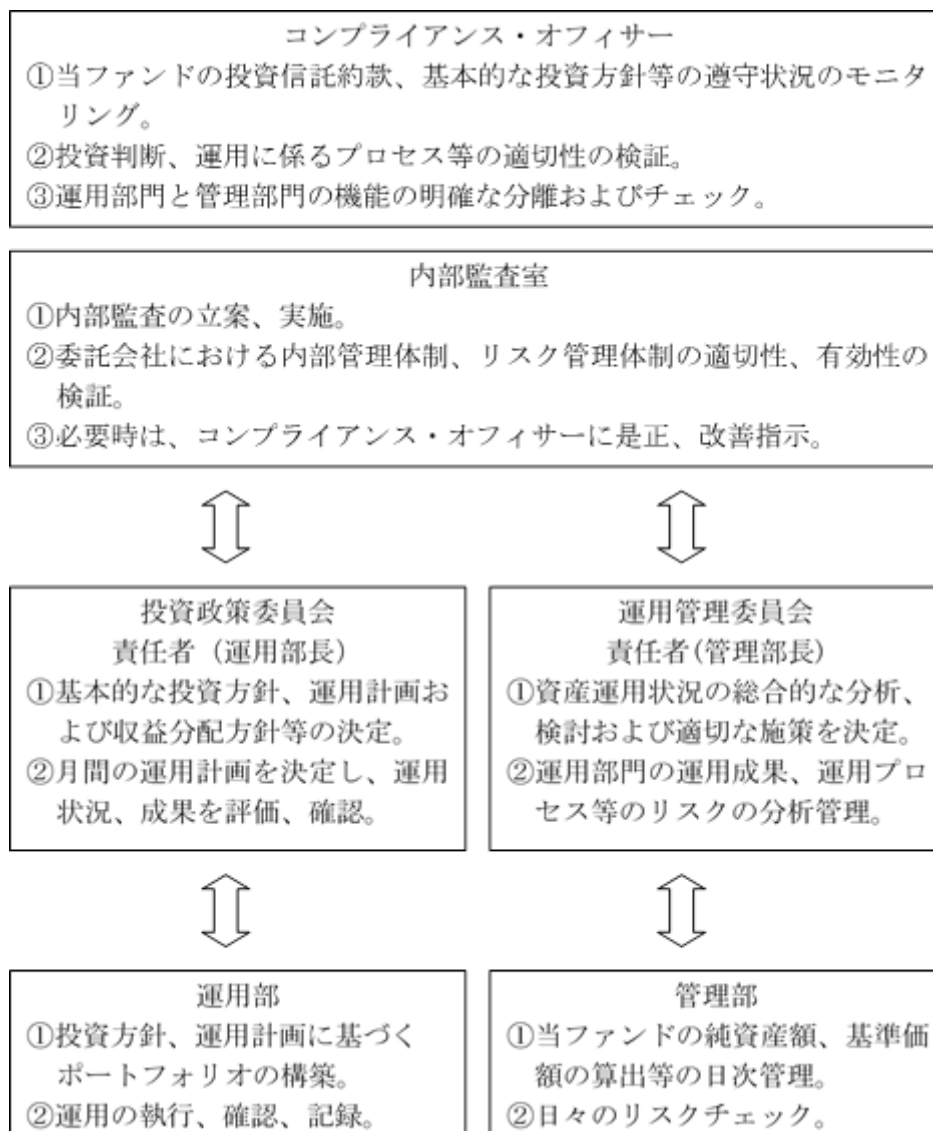 コンプライアンス・オフィサー
①当ファンドの投資信託約款、基本的な投資方針等の遵守状況のモニタ
リング。
②投資判断、運用に係るプロセス等の適切性の検証。
③運用部門と管理部門の機能の明確な分離およびチェック。
内部監査室
①内部監査の立案、実施。
②委託会社における内部管理体制、リスク管理体制の適切性、有効性の
検証。
③必要時は、コンプライアンス・オフィサーに是正、改善指示。
投資政策委員会
責任者（運用部長）
①基本的な投資方針、運用計画お
よび収益分配方針等の決定。
②月間の運用計画を決定し、運用
状況、成果を評価、確認。
運用管理委員会
責任者(管理部長)
①資産運用状況の総合的な分析、
検討および適切な施策を決定。
②運用部門の運用成果、運用プロ
セス等のリスクの分析管理。
運用部
①投資方針、運用計画に基づく
ポートフォリオの構築。
②運用の執行、確認、記録。
管理部
①当ファンドの純資産額、基準価
額の算出等の日次管理。
②日々のリスクチェック。